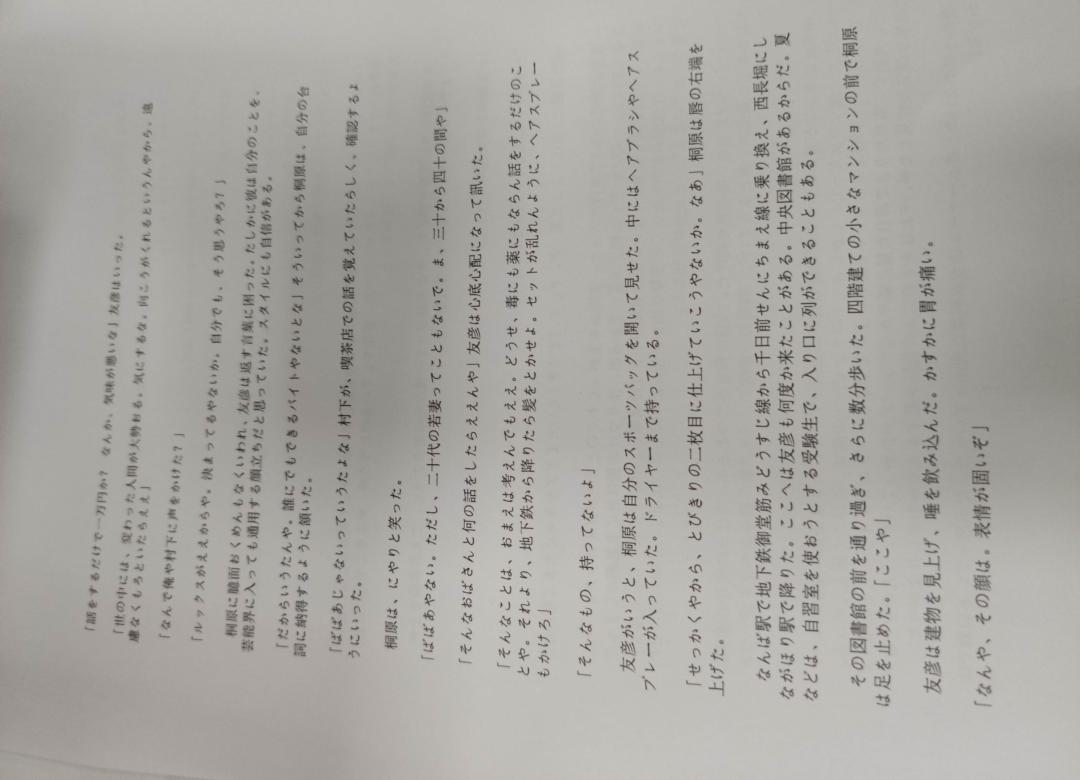 「話をするだけで一万円か? なんか、気味が悪いな」友彦はいった。
「世の中には、変わった人間が大勢おる。気にするな。向こうがくれるというんやから、遠
慮なくもろといたらええ」
「なんで俺や村下に声をかけた?」
「ルックスがええからや。決まってるやないか。自分でも、そう思うやろ?」
桐原に臆面おくめんもなくいわれ、友彦は返す言葉に困った。たしかに彼は自分のことを、
芸能界に入っても通用する顔立ちだと思っていた。スタイルにも自信がある。
「だからいうたんや。誰にでもできるバイトやないとな」そういってから桐原は、自分の台
詞に納得するように頷いた。
「ばばあじゃないっていうたよな」村下が、喫茶店での話を覚えていたらしく、確認するよ
うにいった。
桐原は、にやりと笑った。
「ばばあやない。ただし、二十代の若妻ってこともないで。ま、三十から四十の間や」
「そんなおばさんと何の話をしたらええんや」友彦は心底心配になって訊いた。
「そんなことは、おまえは考えんでもええ。どうせ、毒にも薬にもならん話をするだけのこ
とや。それより、地下鉄から降りたら髪をとかせよ。セットが乱れんように、ヘアスプレー
もかけろ」
「そんなもの、持ってないよ」
友彦がいうと、桐原は自分のスポーツバッグを開いて見せた。中にはヘアブラシやヘアス
プレーが入っていた。ドライヤーまで持っている。
「せっかくやから、とびきりの二枚目に仕上げていこうやないか。なあ」桐原は唇の右端を
上げた。
なんば駅で地下鉄御堂筋みどうすじ線から千日前せんにちまえ線に乗り換え、西長堀にし
ながほり駅で降りた。ここへは友彦も何度か来たことがある。中央図書館があるからだ。夏
などは、自習室を使おうとする受験生で、入り口に列ができることもある。
その図書館の前を通り過ぎ、さらに数分歩いた。四階建ての小さなマンションの前で桐原
は足を止めた。「ここや」
友彦は建物を見上げ、唾を飲み込んだ。かすかに胃が痛い。
「なんや、その顔は。表情が固いぞ」